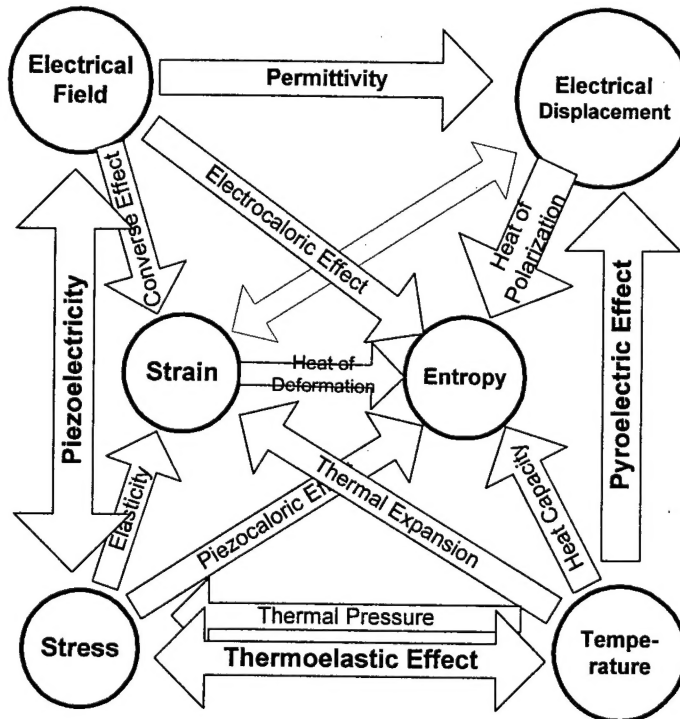 Electrical
Field
Permittivity
Electrical
Displacement
Converse Effect
Electrocaloric Effect
Heat of
Polarization
Piezoelectricity
Pyroelectric Effect
Strain
Heat of
Deformation
Entropy
Elasticity
Piezocaloric
Thermal Expansion
Heat Capacity
Stress
Thermal Pressure
Thermoelastic Effect
Tempe-
rature